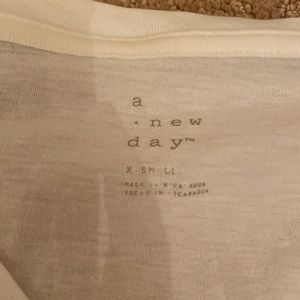 a
· new
day™
X SMALL
MADE IN NICARAGUA
HECHO EN NICARAGUA